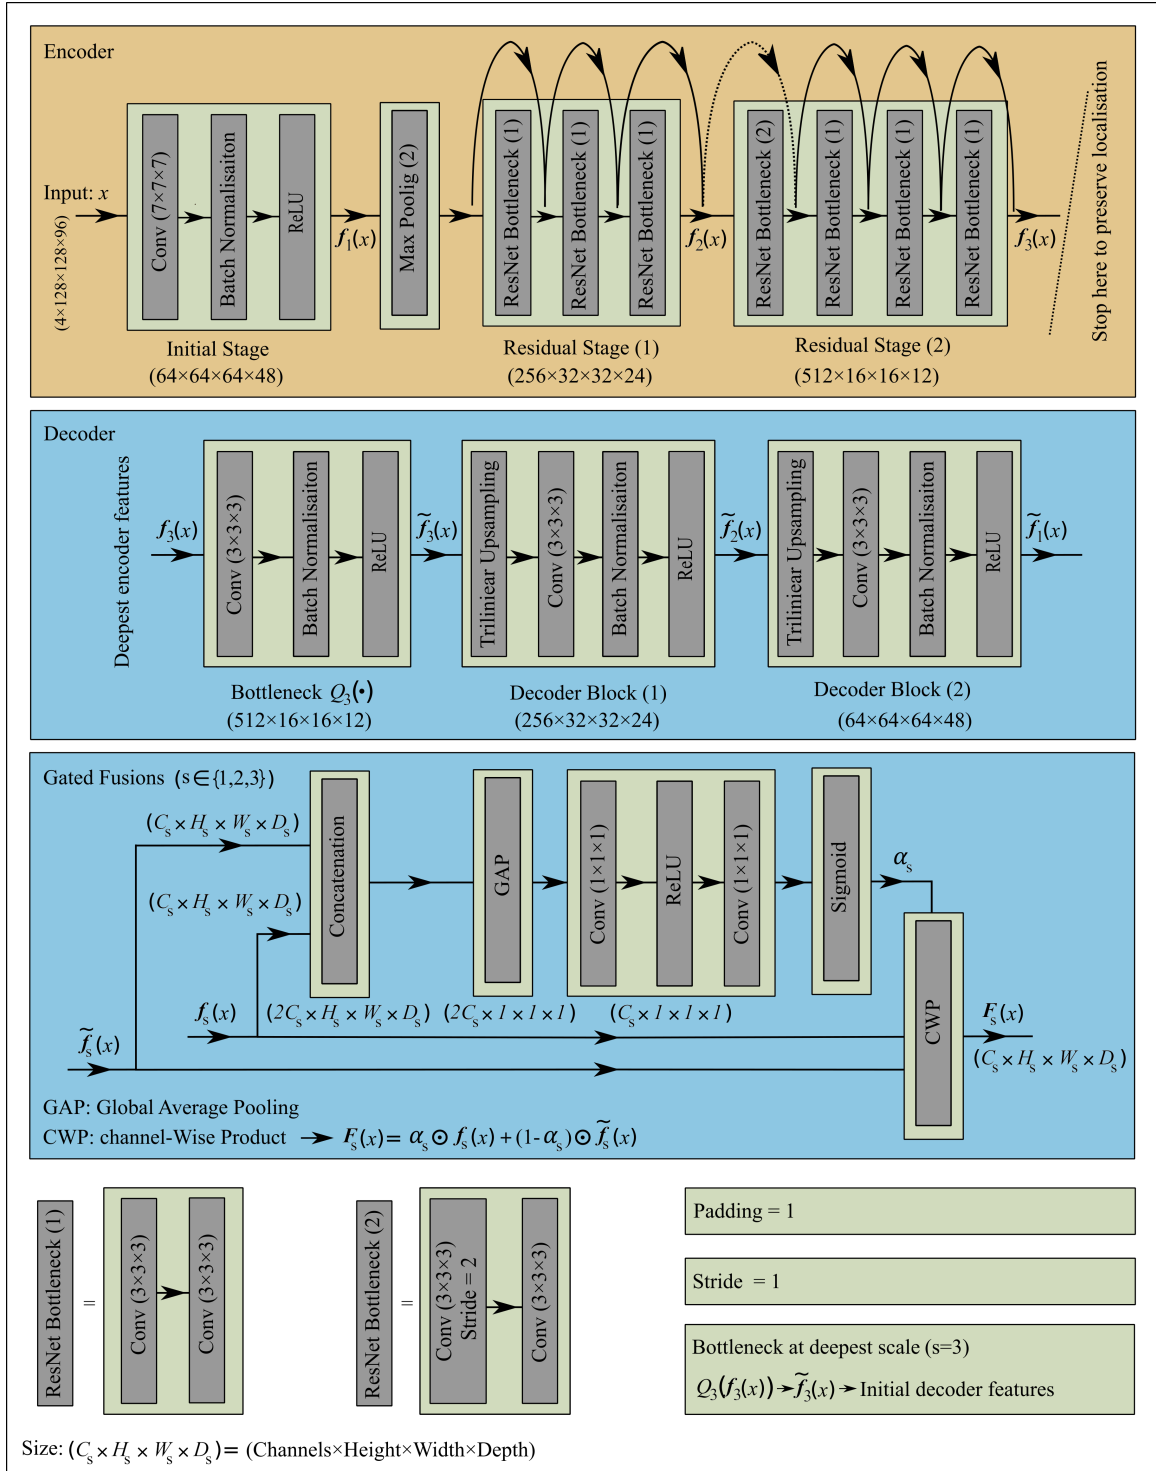 Encoder
Input: x
(4×128×128×96)
Conv (7×7×7)
Batch Normalisaiton
ReLU
f₁(x)
Max Poolig (2)
ResNet Bottleneck (1)
ResNet Bottleneck (1)
ResNet Bottleneck (1)
f₂(x)
ResNet Bottleneck (2)
ResNet Bottleneck (1)
ResNet Bottleneck (1)
ResNet Bottleneck (1)
f₃(x)
Stop here to preserve localisation
Initial Stage
(64×64×64×48)
Residual Stage (1)
(256×32×32×24)
Residual Stage (2)
(512×16×16×12)
Decoder
Deepest encoder features
f₃(x)
Conv (3×3×3)
Batch Normalisaiton
ReLU
f̃₃(x)
Triliniear Upsampling
Conv (3×3×3)
Batch Normalisaiton
ReLU
f̃₂(x)
Triliniear Upsampling
Conv (3×3×3)
Batch Normalisaiton
ReLU
f̃₁(x)
Bottleneck Q₃(•)
(512×16×16×12)
Decoder Block (1)
(256×32×32×24)
Decoder Block (2)
(64×64×64×48)
Gated Fusions (s∈{1,2,3})
(Cₛ×Hₛ×Wₛ×Dₛ)
(Cₛ×Hₛ×Wₛ×Dₛ)
Concatenation
GAP
Conv (1×1×1)
ReLU
Conv (1×1×1)
Sigmoid
αₛ
CWP
fₛ(x)
f̃ₛ(x)
(2Cₛ×Hₛ×Wₛ×Dₛ)
(2Cₛ×1×1×1)
(Cₛ×1×1×1)
Fₛ(x)
(Cₛ×Hₛ×Wₛ×Dₛ)
GAP: Global Average Pooling
CWP: channel-Wise Product → Fₛ(x)= αₛ⊙fₛ(x)+(1-αₛ)⊙f̃ₛ(x)
ResNet Bottleneck (1)
=
Conv (3×3×3)
Conv (3×3×3)
ResNet Bottleneck (2)
=
Conv (3×3×3)
Stride = 2
Conv (3×3×3)
Padding = 1
Stride = 1
Bottleneck at deepest scale (s=3)
Q₃(f₃(x))→f̃₃(x)→Initial decoder features
Size: (Cₛ×Hₛ×Wₛ×Dₛ)= (Channels×Height×Width×Depth)